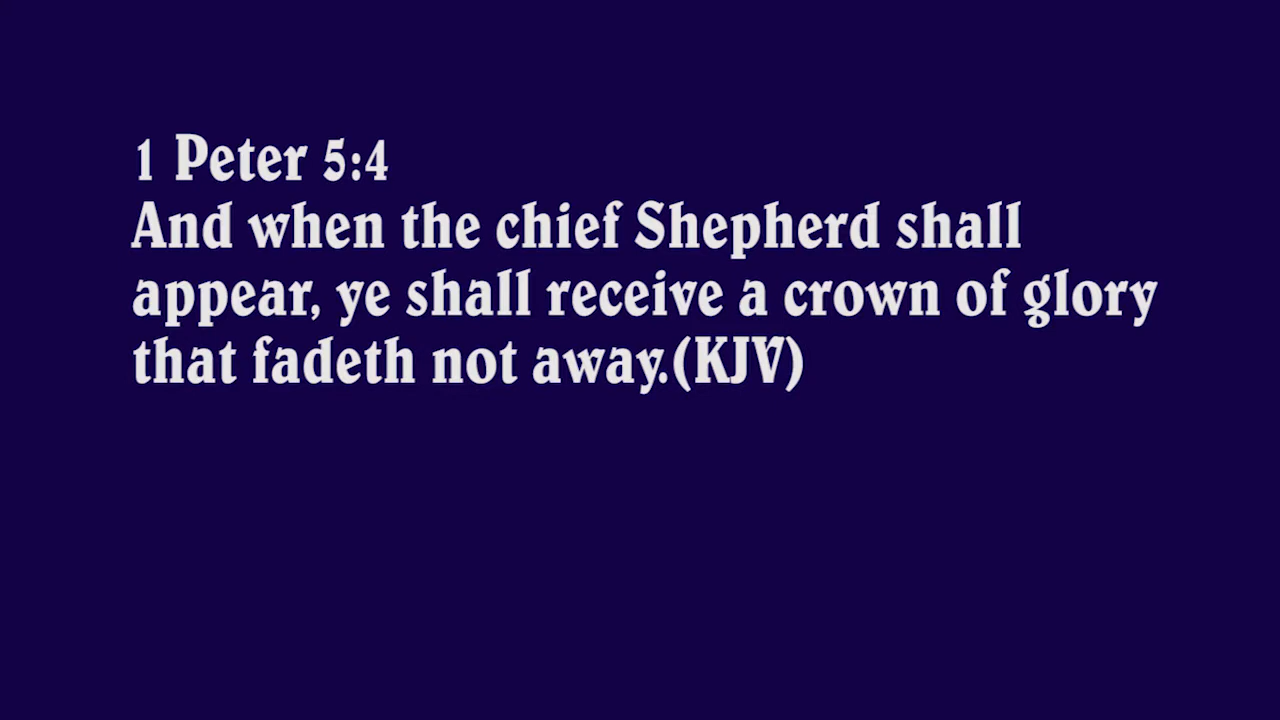 1 Peter 5:4
And when the chief Shepherd shall
appear, ye shall receive a crown of glory
that fadeth not away.(KJV)